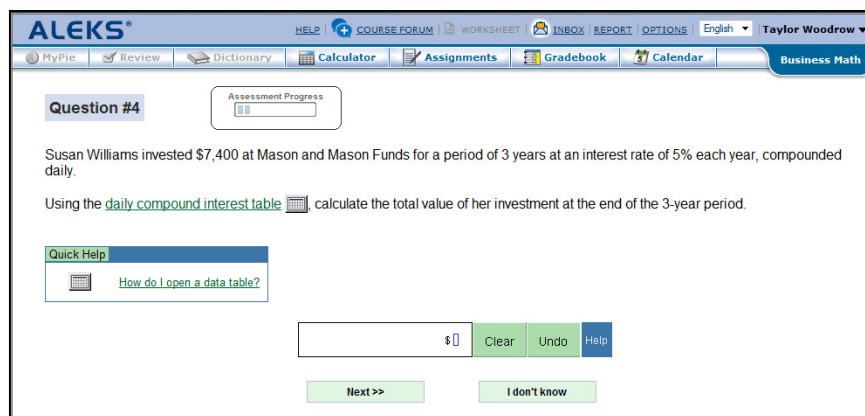 ALEKS®
HELP | COURSE FORUM | WORKSHEET | INBOX | REPORT | OPTIONS | English ▼ Taylor Woodrow ▼
MyPie Review Dictionary Calculator Assignments Gradebook Calendar Business Math
Question #4
Assessment Progress
Susan Williams invested $7,400 at Mason and Mason Funds for a period of 3 years at an interest rate of 5% each year, compounded
daily.
Using the daily compound interest table , calculate the total value of her investment at the end of the 3-year period.
Quick Help
How do I open a data table?
$ Clear Undo Help
Next >> I don't know